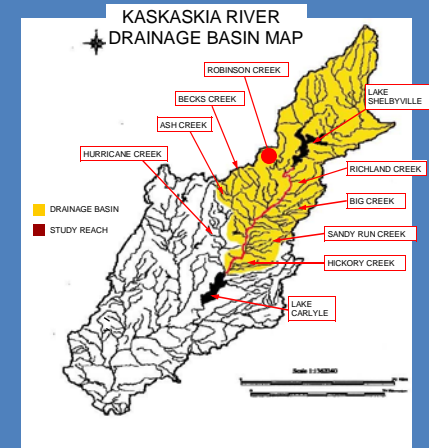 KASKASKIA RIVER
DRAINAGE BASIN MAP
ROBINSON CREEK
LAKE
SHELBYVILLE
BECKS CREEK
ASH CREEK
HURRICANE CREEK
RICHLAND CREEK
BIG CREEK
DRAINAGE BASIN
STUDY REACH
SANDY RUN CREEK
HICKORY CREEK
LAKE
CARLYLE